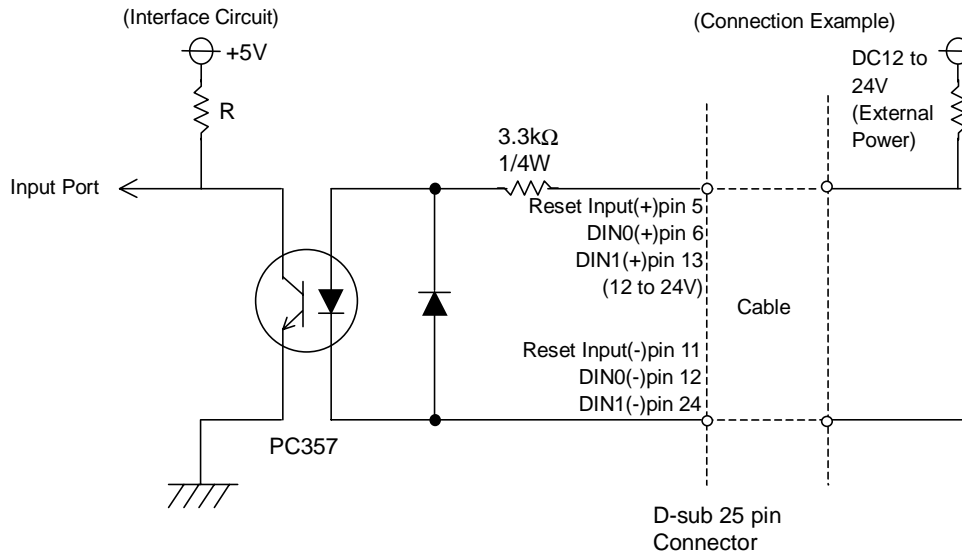 (Interface Circuit)
(Connection Example)
+5V
DC12 to
24V
(External
Power)
R
3.3kΩ
1/4W
Input Port
Reset Input(+)pin 5
DIN0(+)pin 6
DIN1(+)pin 13
(12 to 24V)
Cable
Reset Input(-)pin 11
DIN0(-)pin 12
DIN1(-)pin 24
PC357
D-sub 25 pin
Connector